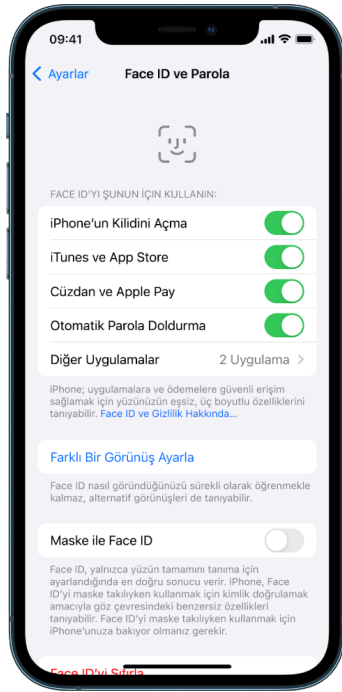 09:41
Ayarlar
Face ID ve Parola
FACE ID'YI ŞUNUN İÇİN KULLANIN:
iPhone'un Kilidini Açma
iTunes ve App Store
Cüzdan ve Apple Pay
Otomatik Parola Doldurma
Diğer Uygulamalar 2 Uygulama
iPhone; uygulamalara ve ödemelere güvenli erişim
sağlamak için yüzünüzün eşsiz, üç boyutlu özelliklerini
tanıyabilir. Face ID ve Gizlilik Hakkında...
Farklı Bir Görünüş Ayarla
Face ID nasıl göründüğünüzü sürekli olarak öğrenmekle
kalmaz, alternatif görünüşleri de tanıyabilir.
Maske ile Face ID
Face ID, yalnızca yüzün tamamını tanıma için
ayarlandığında en doğru sonucu verir. iPhone, Face
ID'yi maske takılıyken kullanmak için kimlik doğrulamak
amacıyla göz çevresindeki benzersiz özellikleri
tanıyabilir. Face ID'yi maske takılıyken kullanmak için
iPhone'unuza bakıyor olmanız gerekir.
Face ID'yi Sıfırla